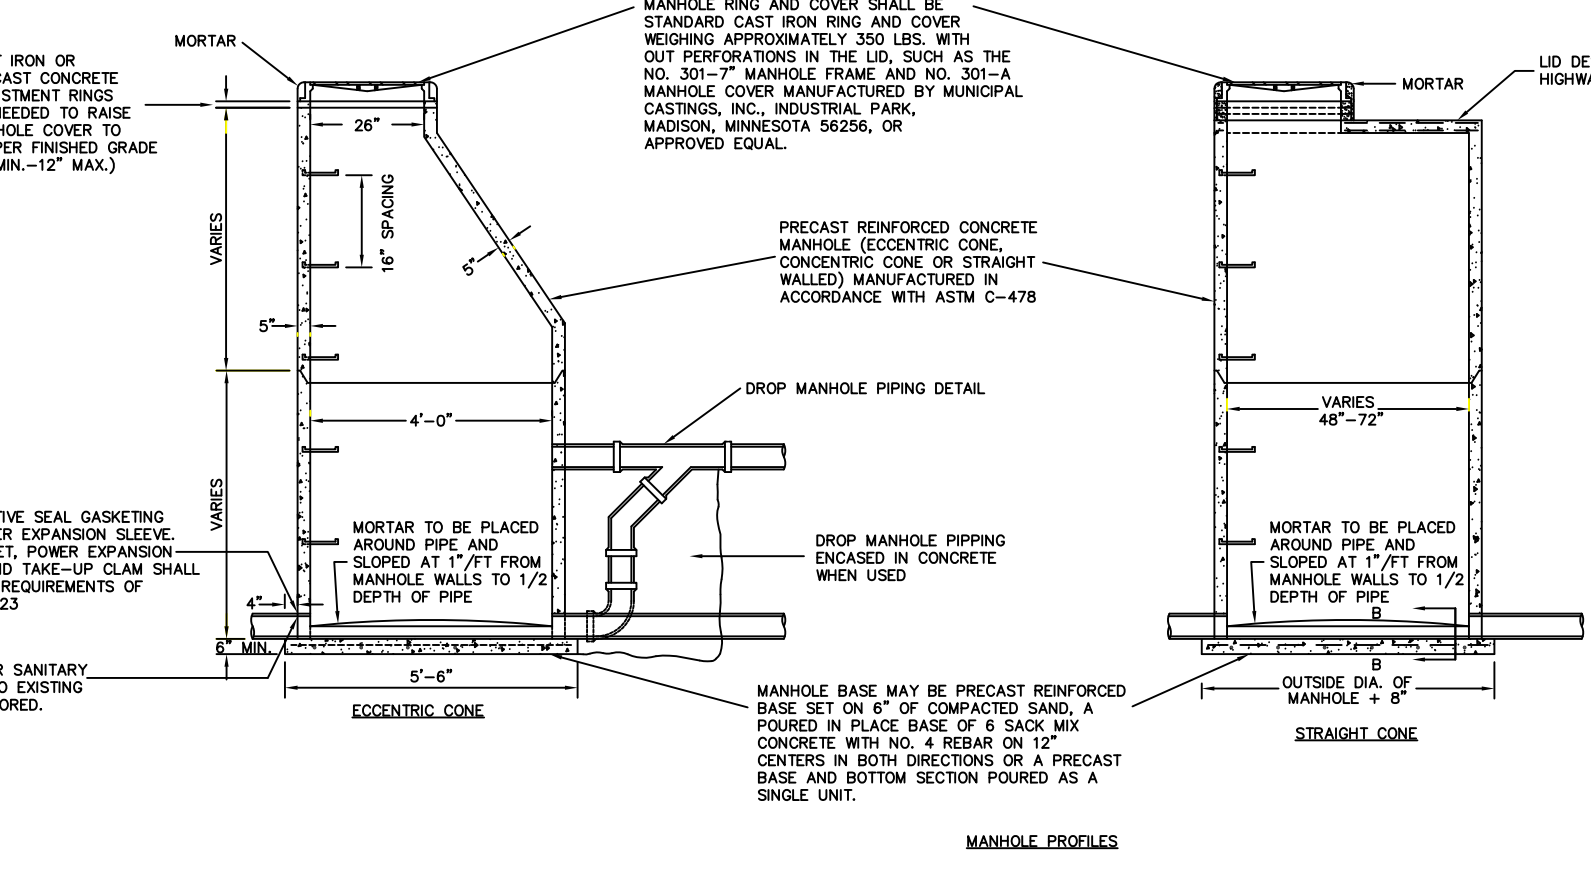 MANHOLE RING AND COVER SHALL BE
STANDARD CAST IRON RING AND COVER
WEIGHING APPROXIMATELY 350 LBS. WITH
OUT PERFORATIONS IN THE LID, SUCH AS THE
NO. 301-7" MANHOLE FRAME AND NO. 301-A
MANHOLE COVER MANUFACTURED BY MUNICIPAL
CASTINGS, INC., INDUSTRIAL PARK,
MADISON, MINNESOTA 56256, OR
APPROVED EQUAL.
MORTAR
IRON OR
CAST CONCRETE
STMENT RINGS
NEEDED TO RAISE
HOLE COVER TO
PER FINISHED GRADE
MIN.-12" MAX.)
26"
16" SPACING
VARIES
5"
5"
4'-0"
VARIES
MORTAR
LID DE
HIGHWA
PRECAST REINFORCED CONCRETE
MANHOLE (ECCENTRIC CONE,
CONCENTRIC CONE OR STRAIGHT
WALLED) MANUFACTURED IN
ACCORDANCE WITH ASTM C-478
DROP MANHOLE PIPING DETAIL
VARIES
48"-72"
TIVE SEAL GASKETING
ER EXPANSION SLEEVE.
ET, POWER EXPANSION
ND TAKE-UP CLAM SHALL
REQUIREMENTS OF
23
MORTAR TO BE PLACED
AROUND PIPE AND
SLOPED AT 1"/FT FROM
MANHOLE WALLS TO 1/2
DEPTH OF PIPE
DROP MANHOLE PIPPING
ENCASED IN CONCRETE
WHEN USED
MORTAR TO BE PLACED
AROUND PIPE AND
SLOPED AT 1"/FT FROM
MANHOLE WALLS TO 1/2
DEPTH OF PIPE
B
B
4"
6" MIN.
R SANITARY
O EXISTING
ORED.
5'-6"
ECCENTRIC CONE
MANHOLE BASE MAY BE PRECAST REINFORCED
BASE SET ON 6" OF COMPACTED SAND, A
POURED IN PLACE BASE OF 6 SACK MIX
CONCRETE WITH NO. 4 REBAR ON 12"
CENTERS IN BOTH DIRECTIONS OR A PRECAST
BASE AND BOTTOM SECTION POURED AS A
SINGLE UNIT.
OUTSIDE DIA. OF
MANHOLE + 8"
STRAIGHT CONE
MANHOLE PROFILES